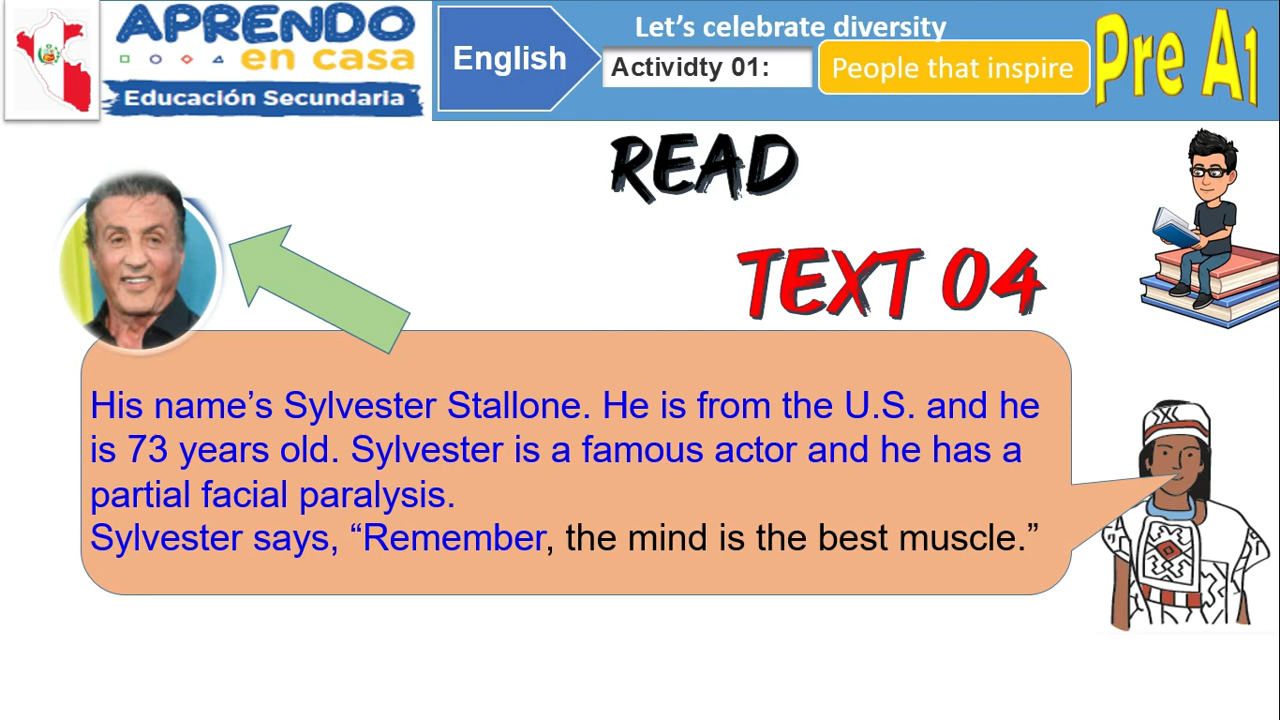 APRENDO
en casa
Educación Secundaria
English
Let's celebrate diversity
Actividty 01:
People that inspire
Pre A1
READ
TEXT 04
His name's Sylvester Stallone. He is from the U.S. and he
is 73 years old. Sylvester is a famous actor and he has a
partial facial paralysis.
Sylvester says, “Remember, the mind is the best muscle.”